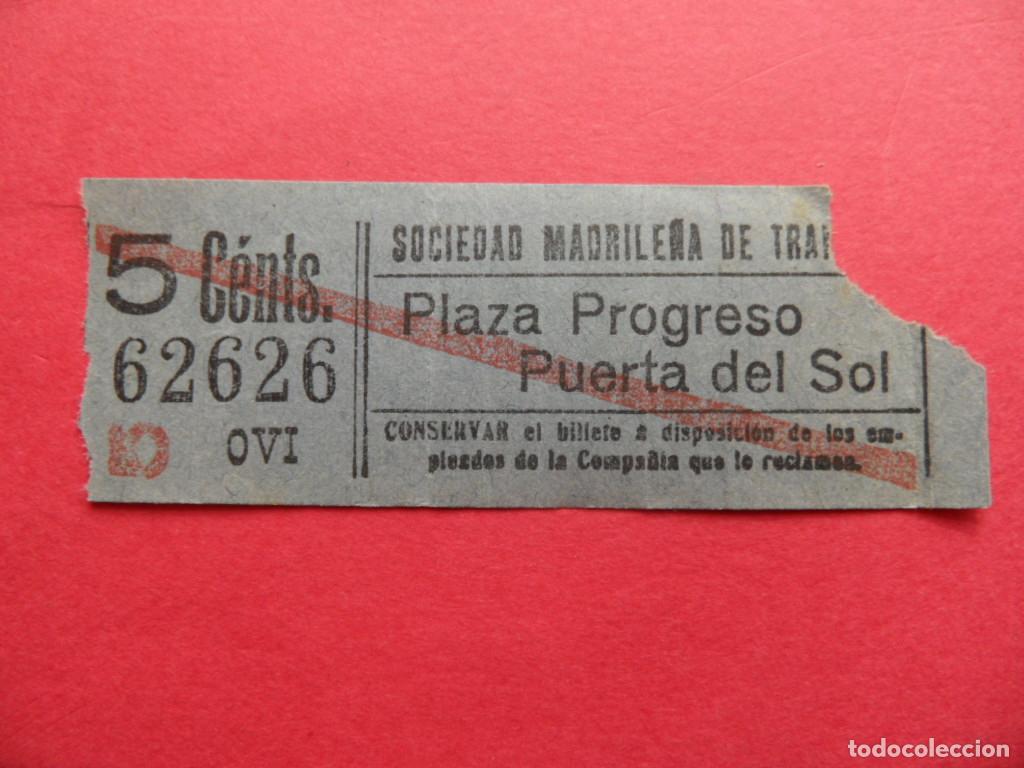 5 Cénts.
62626
5 OVI
SOCIEDAD MADRILEÑA DE TRA
Plaza Progreso
Puerta del Sol
CONSERVAR el billete á disposición de los em-
pleados de la Compañía que lo reclamen.
todocoleccion